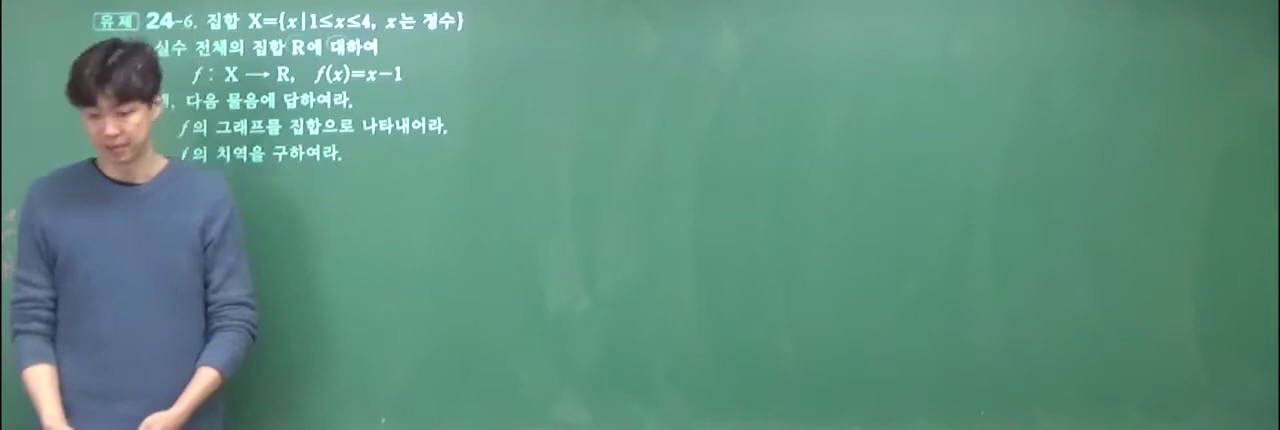 유제 24-6. 집합 X={x|1≤x≤4, x는 정수}
실수 전체의 집합 R에 대하여
f : X → R, f(x)=x-1
다음 물음에 답하여라.
f의 그래프를 집합으로 나타내어라.
f의 치역을 구하여라.